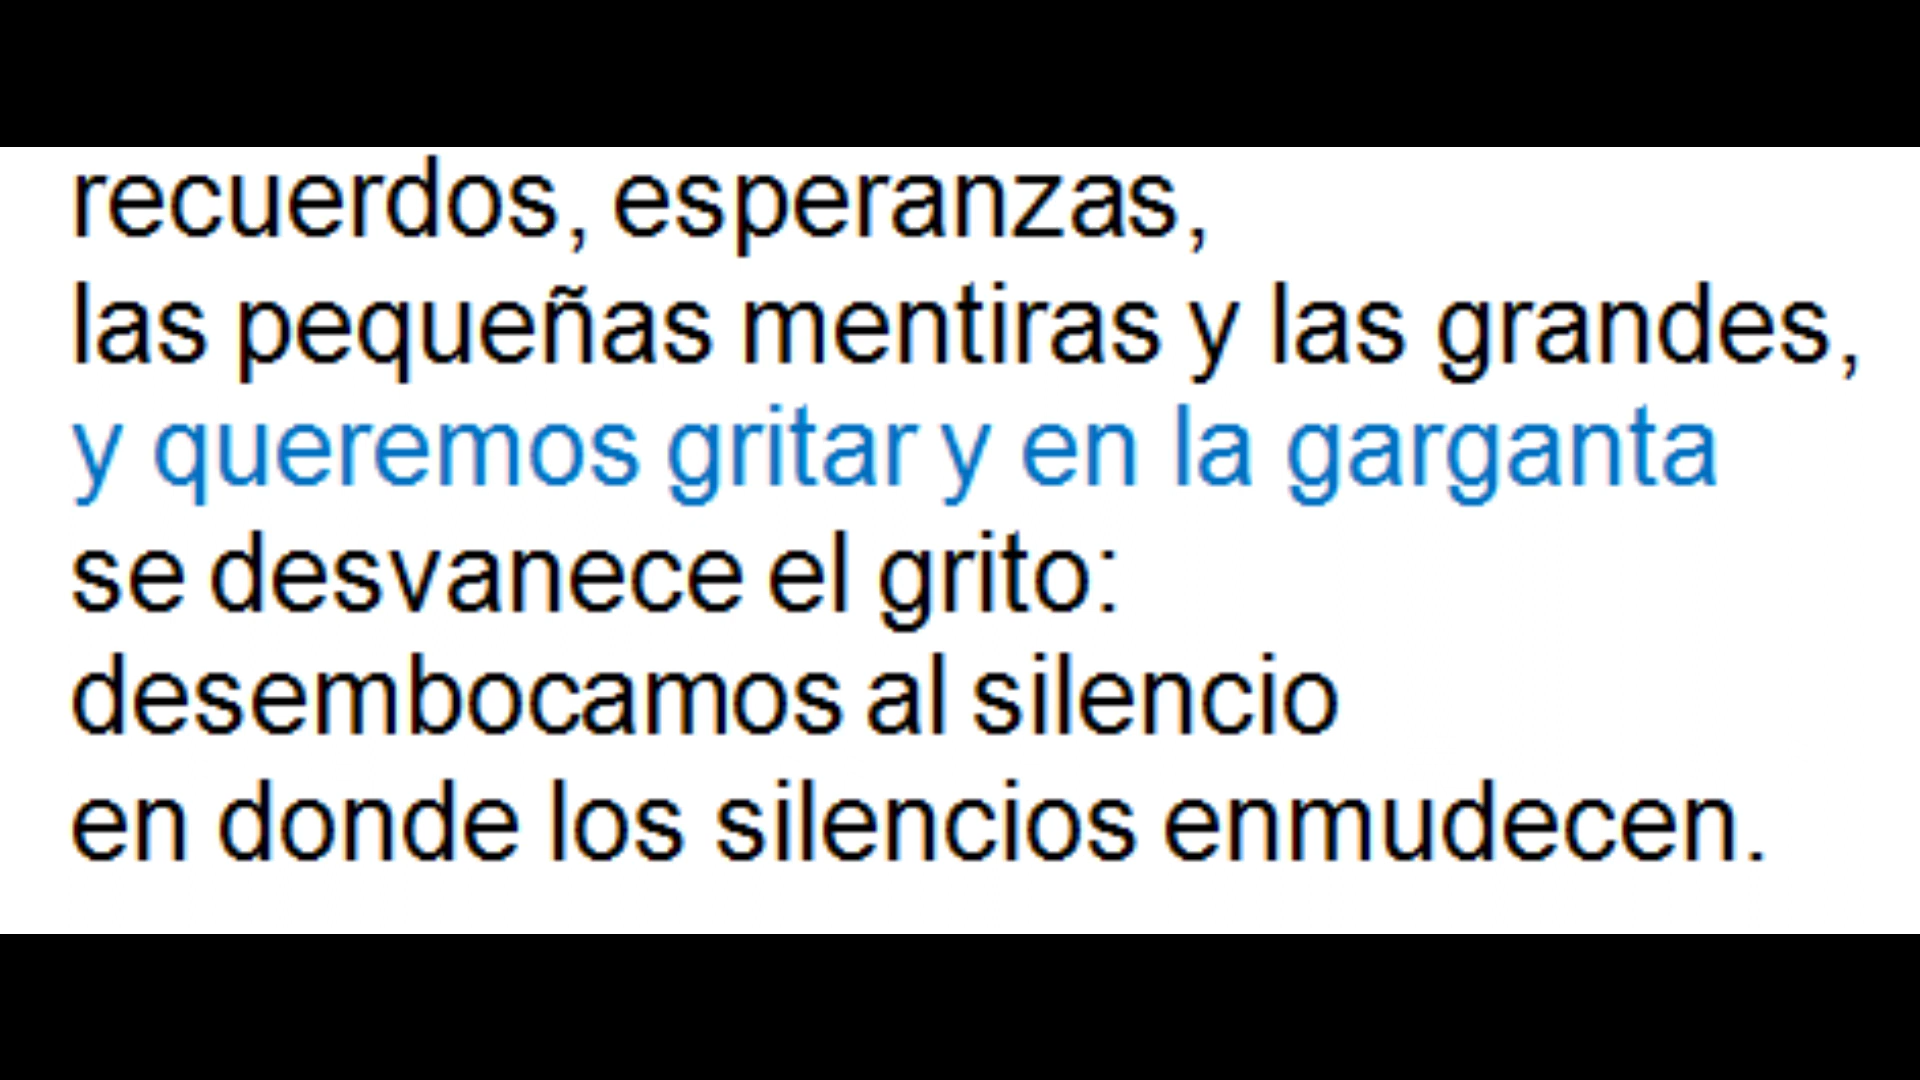 recuerdos, esperanzas,
las pequeñas mentiras y las grandes,
y queremos gritar y en la garganta
se desvanece el grito:
desembocamos al silencio
en donde los silencios enmudecen.